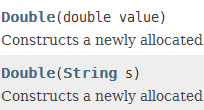 Double(double value)
Constructs a newly allocated
Double(String s)
Constructs a newly allocated